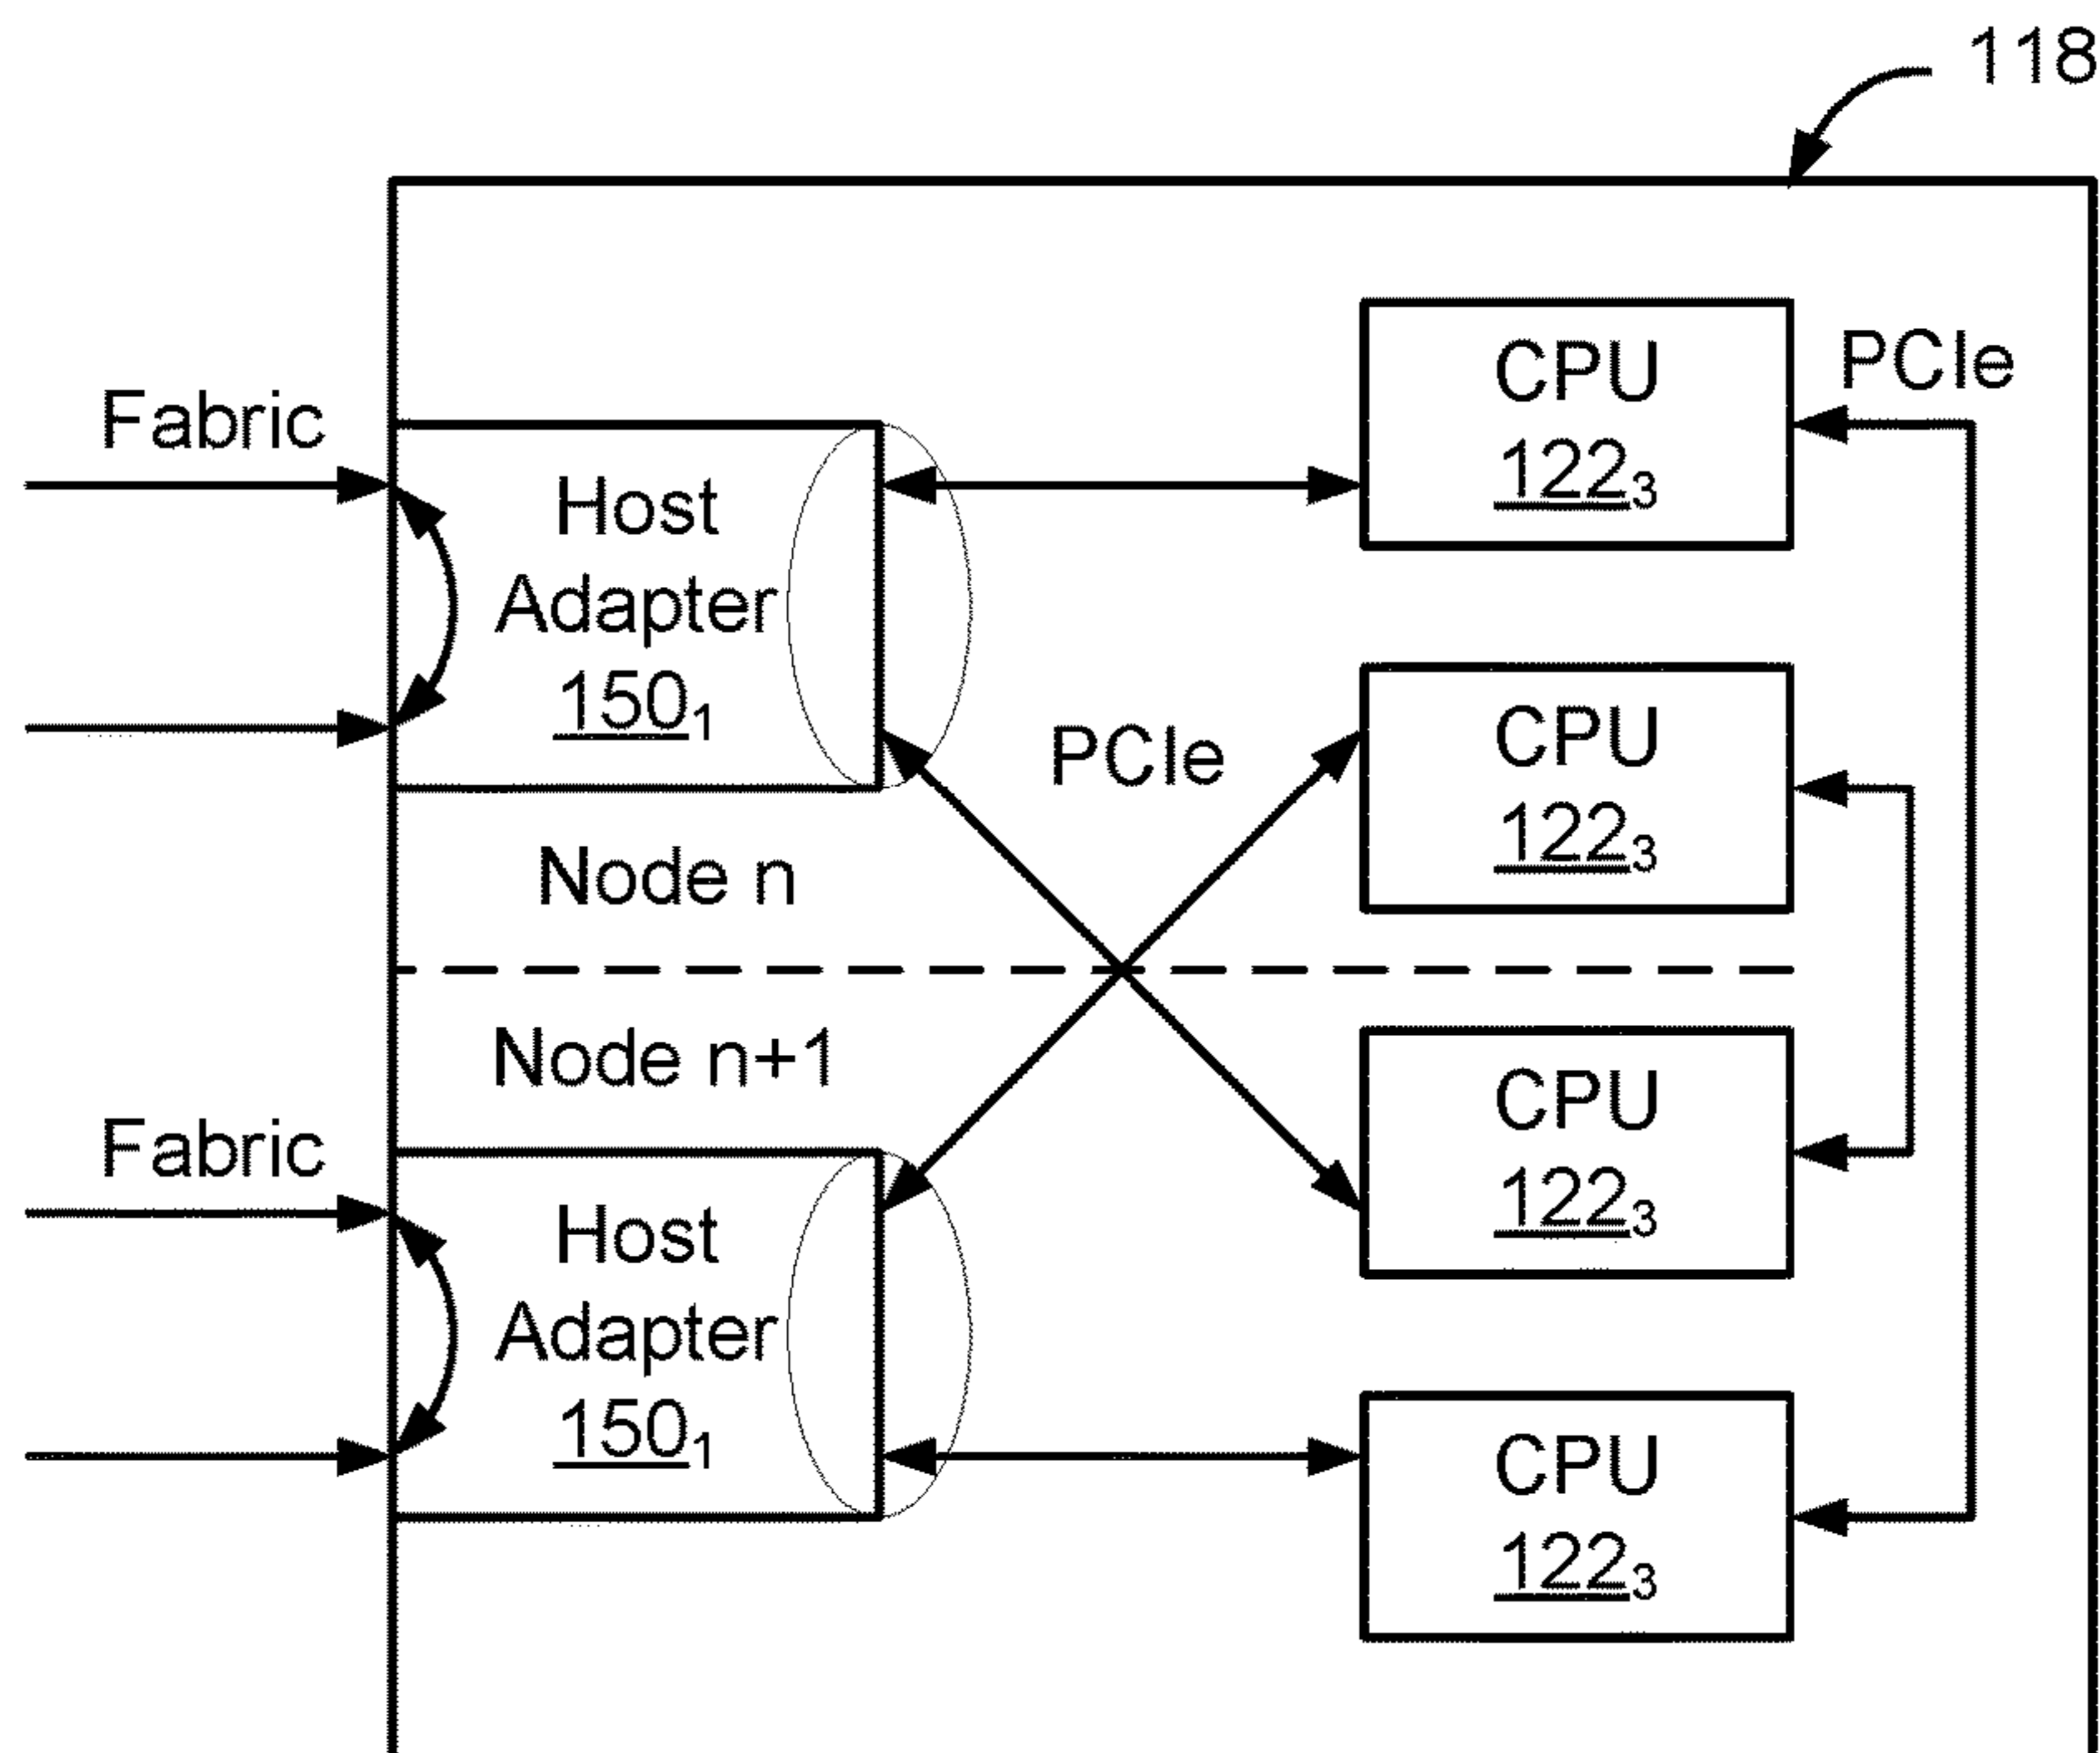 118
CPU
122₃
PCIe
Fabric
Host
Adapter
150₁
PCIe
CPU
122₃
Node n
Node n+1
CPU
122₃
Fabric
Host
Adapter
150₁
CPU
122₃